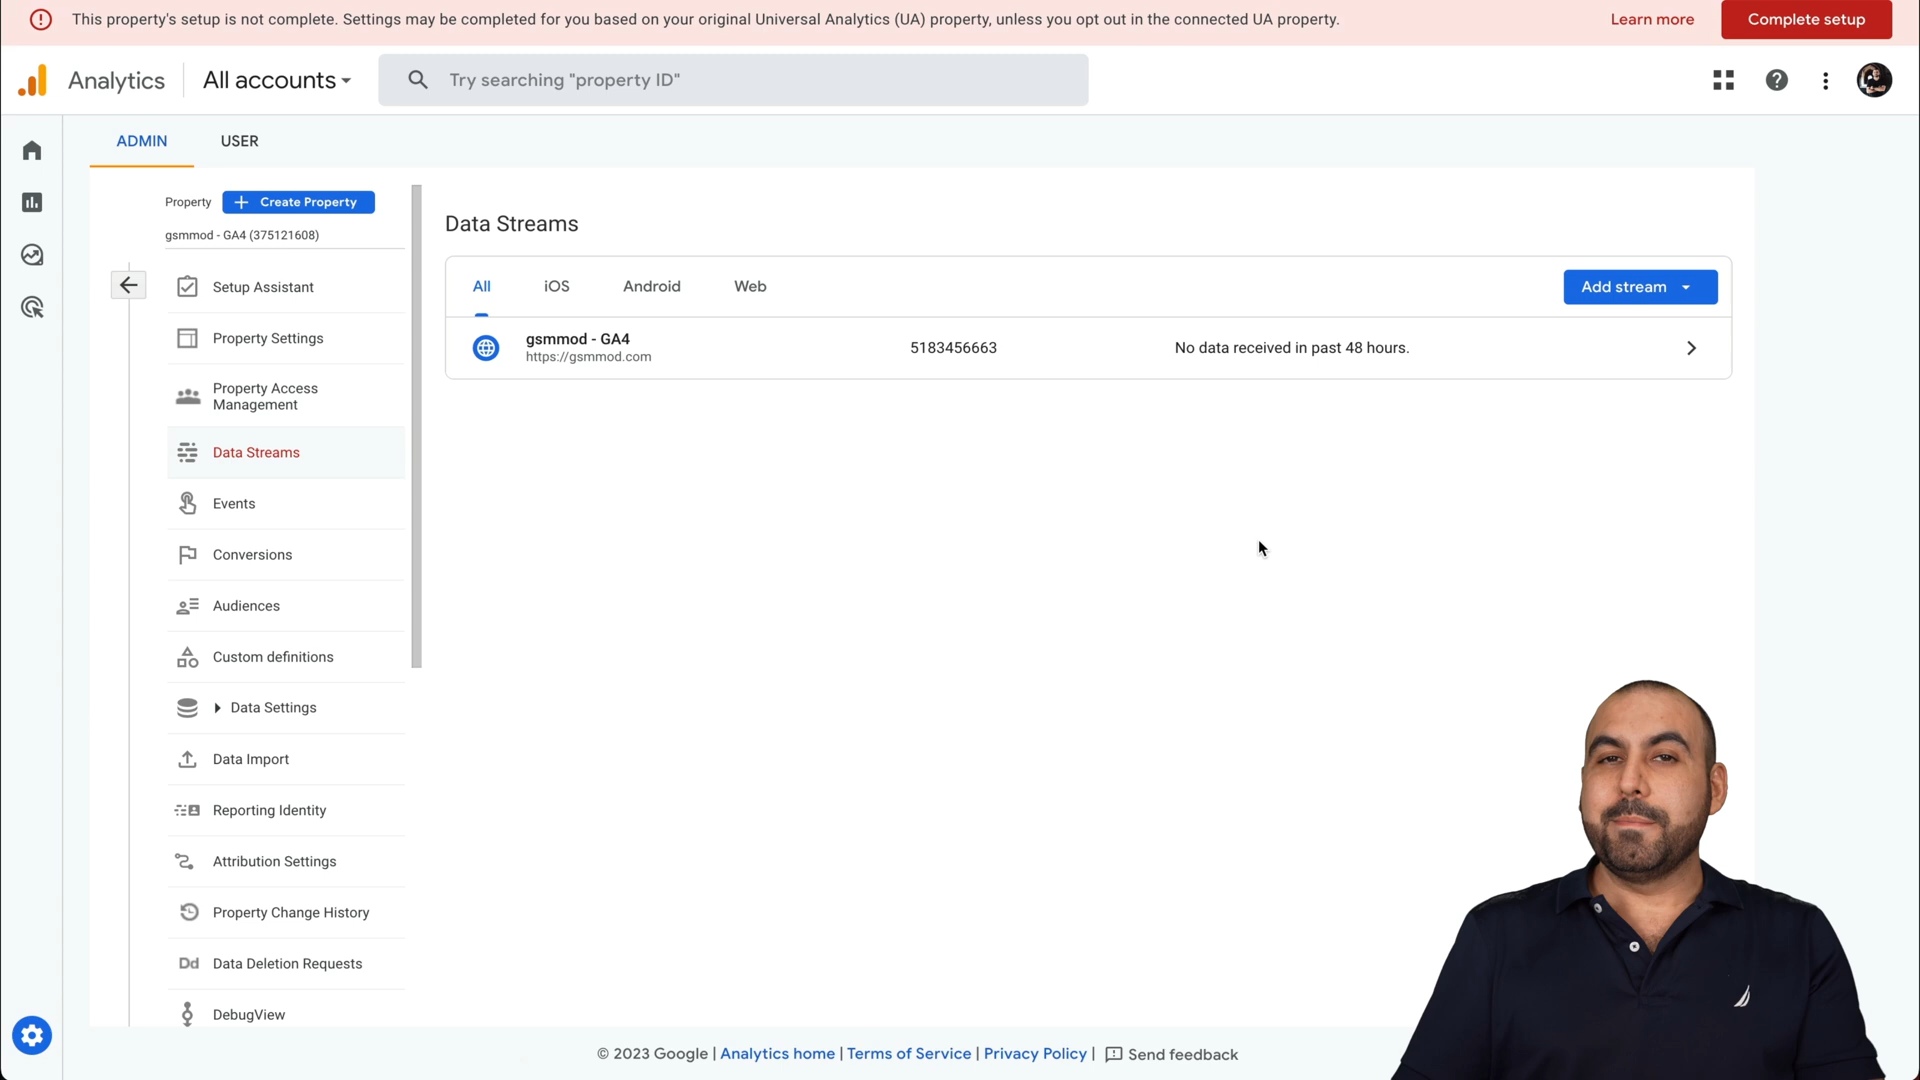 This property's setup is not complete. Settings may be completed for you based on your original Universal Analytics (UA) property, unless you opt out in the connected UA property.
Learn more
Complete setup
Analytics
All accounts
Try searching "property ID"
ADMIN
USER
Property
Create Property
gsmmod - GA4 (375121608)
Setup Assistant
Property Settings
Property Access
Management
Data Streams
Events
Conversions
Audiences
Custom definitions
Data Settings
Data Import
Reporting Identity
Attribution Settings
Property Change History
Dd Data Deletion Requests
DebugView
Data Streams
All
iOS
Android
Web
Add stream
gsmmod - GA4
https://gsmmod.com
5183456663
No data received in past 48 hours.
© 2023 Google | Analytics home | Terms of Service | Privacy Policy | Send feedback